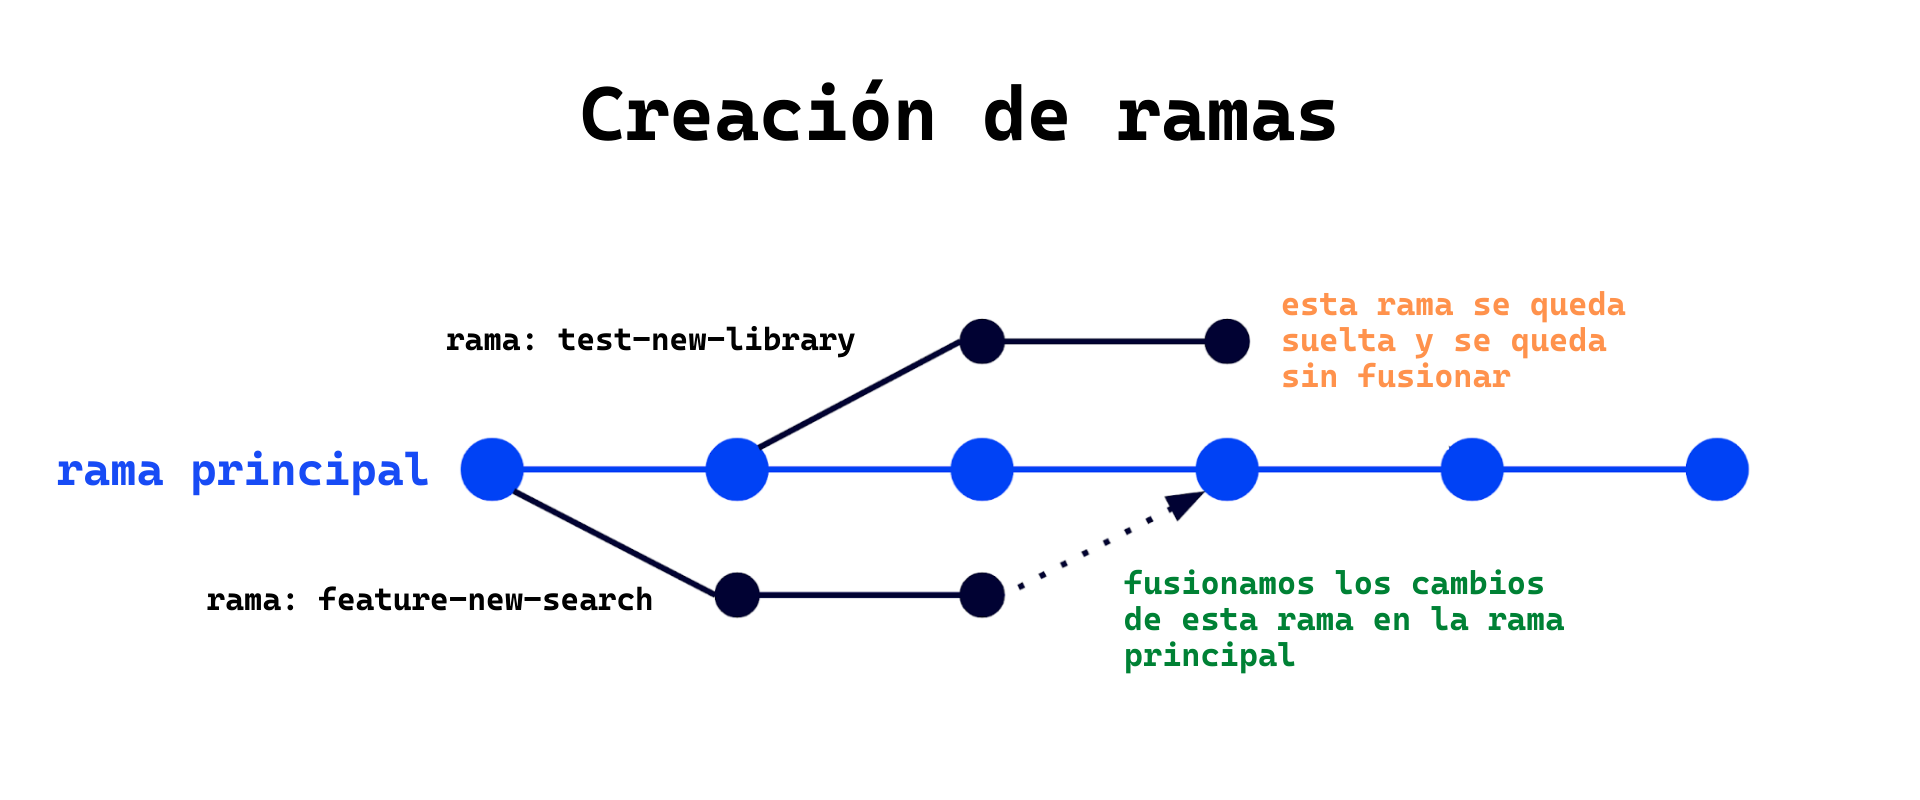 Creación de ramas
esta rama se queda
suelta y se queda
sin fusionar
rama: test-new-library
rama principal
rama: feature-new-search
fusionamos los cambios
de esta rama en la rama
principal